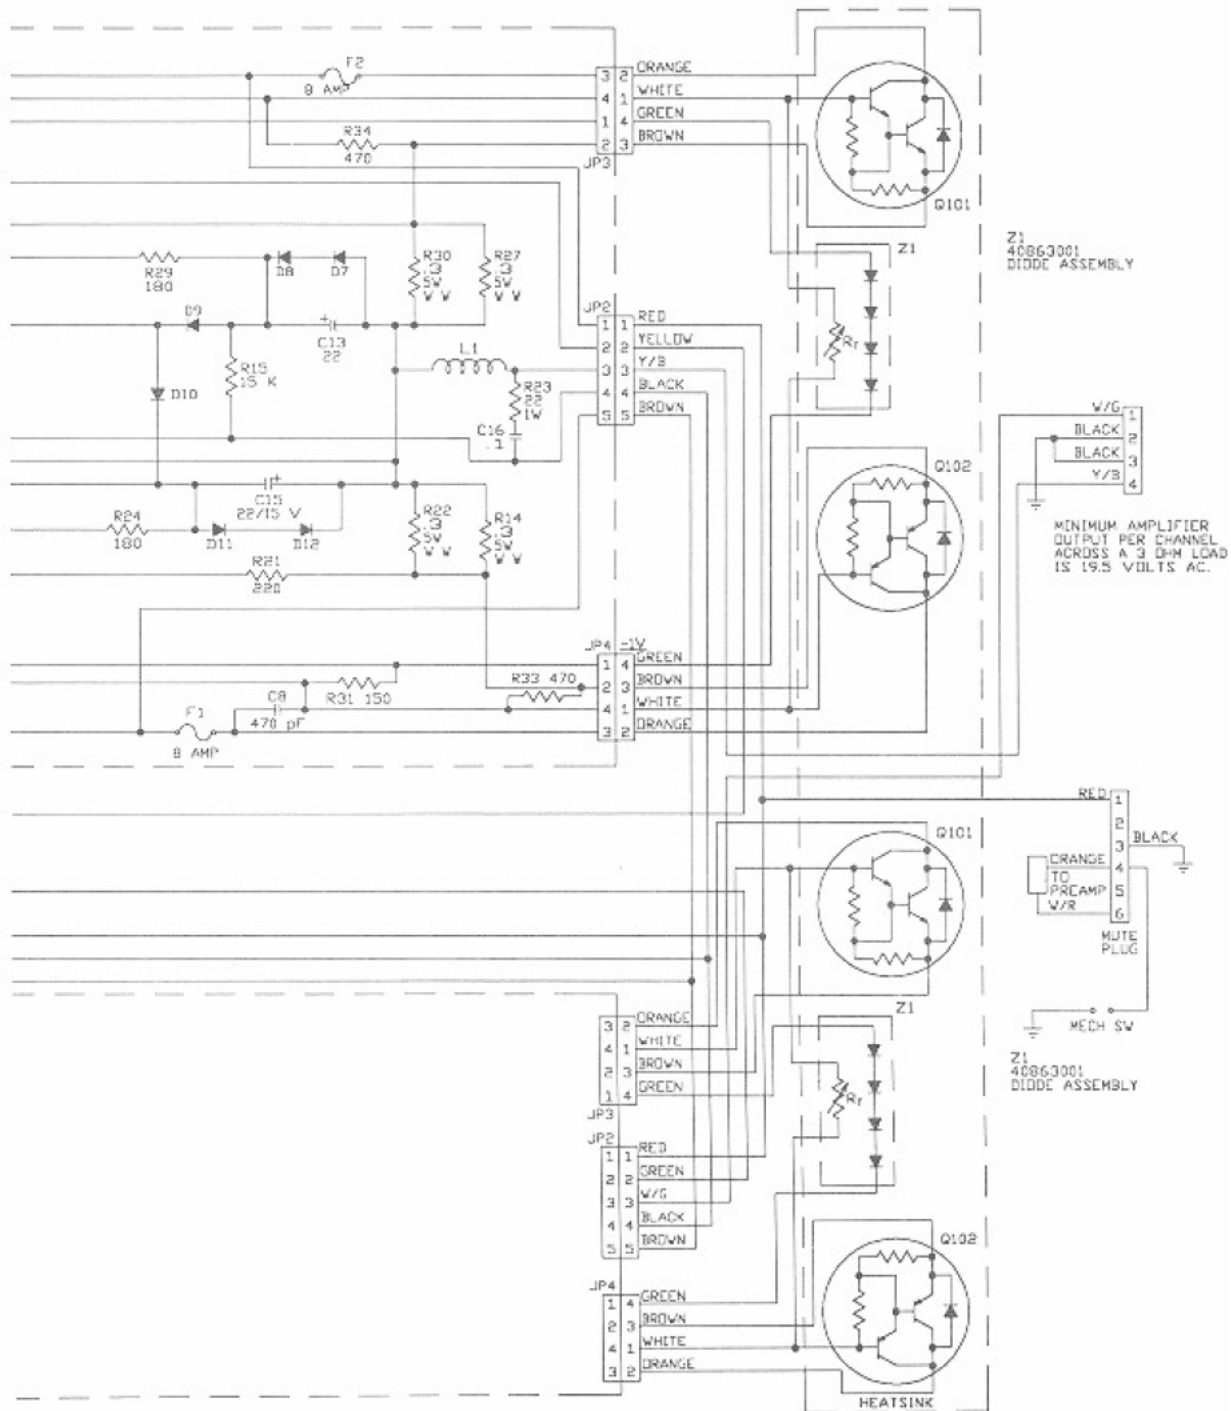 F2
8 AMP
3 2 ORANGE
4 1 WHITE
1 4 GREEN
2 3 BROWN
JP3
R34
470
Q101
Z1
40863001
DIODE ASSEMBLY
Z1
RT
R29
180
D8
D7
R30
.3
5W
W W
R27
.3
5W
W W
D9
C13
22
+
R15
15 K
D10
L1
R23
22
1W
C16
.1
JP2
1 1 RED
2 2 YELLOW
3 3 Y/B
4 4 BLACK
5 5 BROWN
W/G 1
BLACK 2
BLACK 3
Y/B 4
MINIMUM AMPLIFIER
OUTPUT PER CHANNEL
ACROSS A 3 OHM LOAD
IS 19.5 VOLTS AC.
Q102
C15
22/15 V
+
R24
180
D11
D12
R22
.3
5W
W W
R14
.3
5W
W W
R21
220
JP4 -1V
1 4 GREEN
2 3 BROWN
4 1 WHITE
3 2 ORANGE
R33 470
R31 150
C8
470 pF
F1
8 AMP
RED 1
2
3 BLACK
ORANGE 4
TO
PREAMP 5
W/R 6
MUTE
PLUG
MECH SW
Q101
Z1
40863001
DIODE ASSEMBLY
Z1
RT
3 2 ORANGE
4 1 WHITE
2 3 BROWN
1 4 GREEN
JP3
JP2
1 1 RED
2 2 GREEN
3 3 W/G
4 4 BLACK
5 5 BROWN
Q102
JP4
1 4 GREEN
2 3 BROWN
4 1 WHITE
3 2 ORANGE
HEATSINK